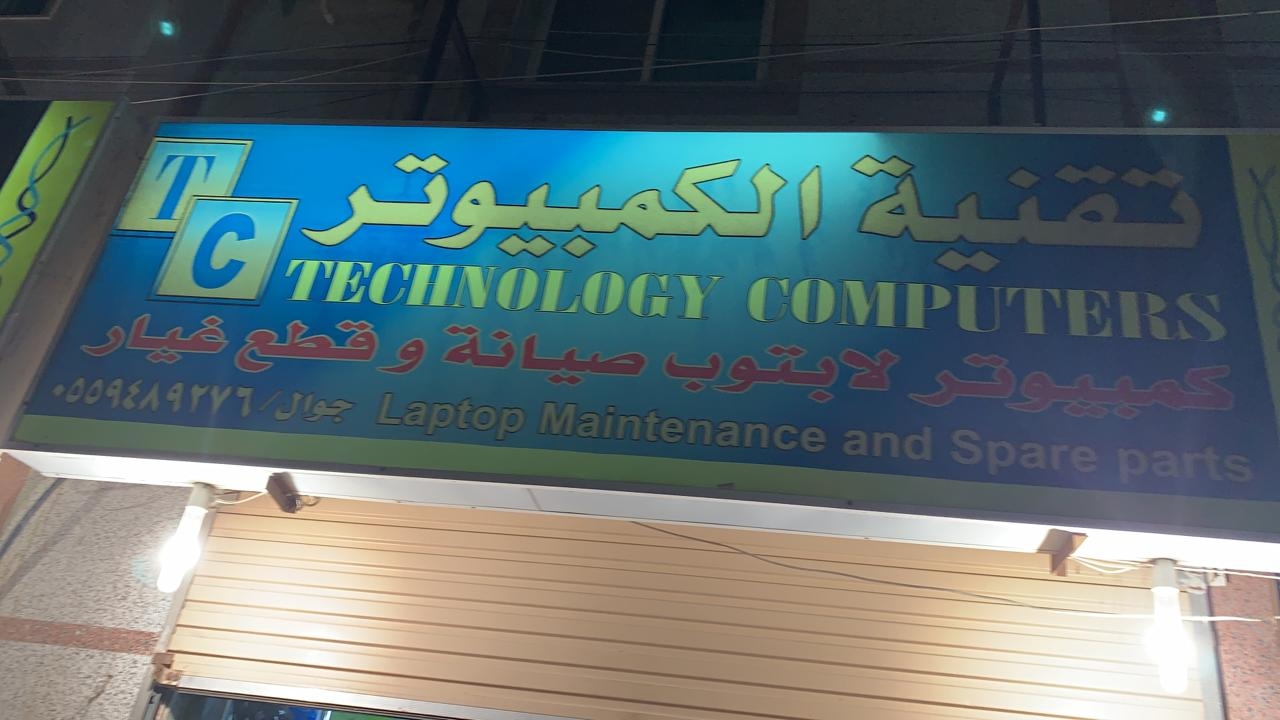 TC
تقنية الكمبيوتر
TECHNOLOGY COMPUTERS
كمبيوتر لابتوب صيانة و قطع غيار
Laptop Maintenance and Spare parts جوال/٠٥٥٩٤٨٩٢٧٦